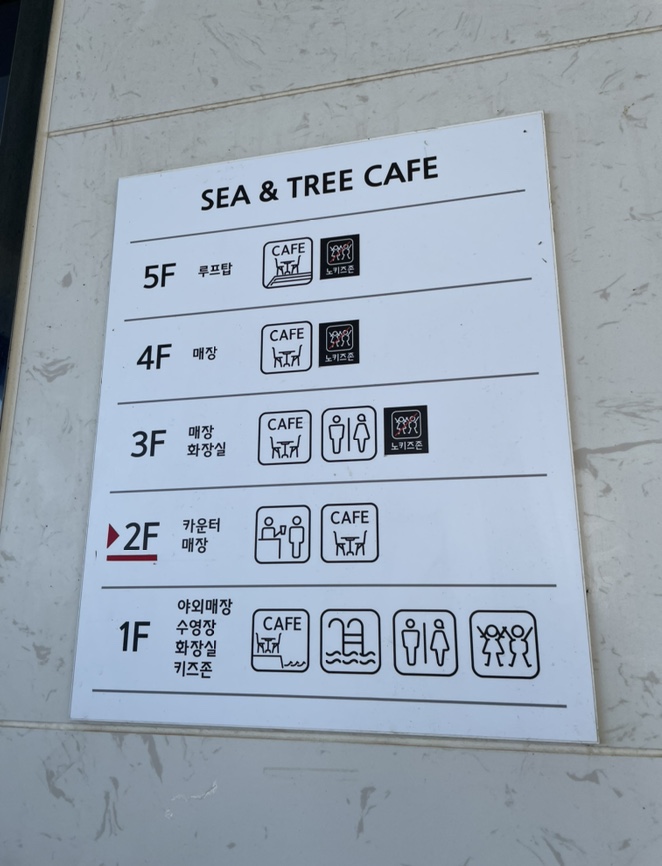 SEA & TREE CAFE
5F 루프탑 CAFE 노키즈존
4F 매장 CAFE 노키즈존
3F 매장 화장실 CAFE 노키즈존
2F 카운터 매장 CAFE
1F 야외매장 수영장 화장실 키즈존 CAFE